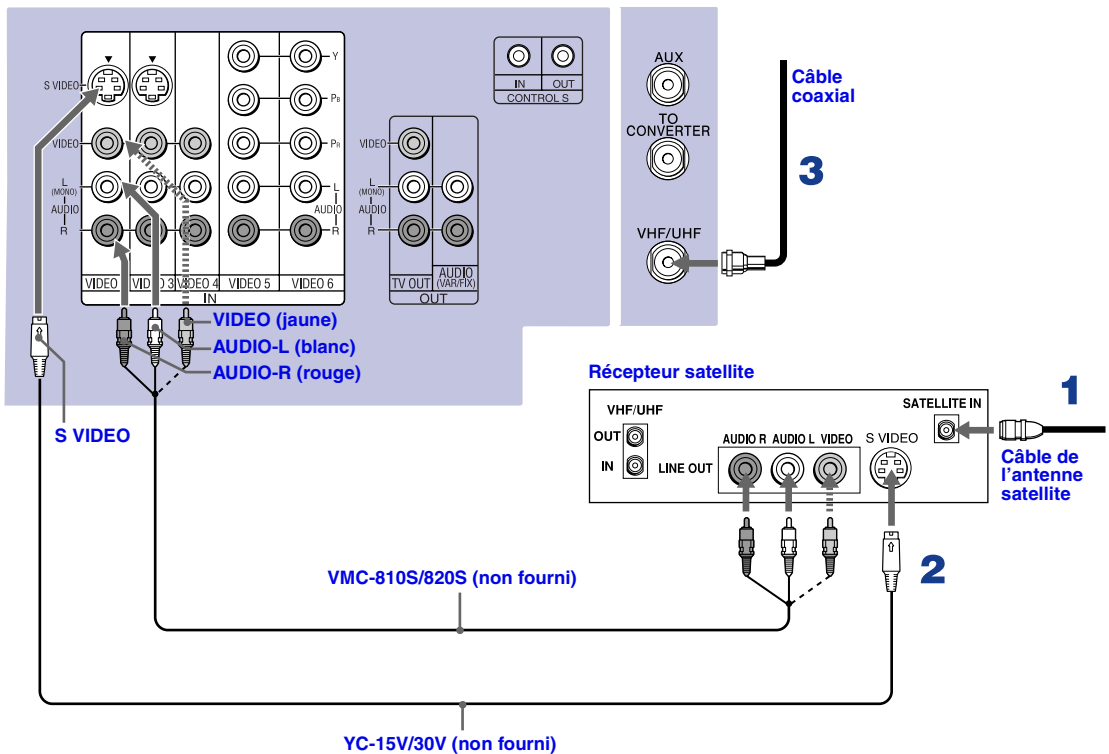 S VIDEO
VIDEO
L
(MONO)
AUDIO
R
Y
PB
PR
L
AUDIO
R
VIDEO
VIDEO 3
VIDEO 4
VIDEO 5
VIDEO 6
IN
IN
OUT
CONTROL S
VIDEO
L
(MONO)
AUDIO
R
TV OUT
AUDIO
(VAR/FIX)
OUT
AUX
TO
CONVERTER
VHF/UHF
Câble
coaxial
3
VIDEO (jaune)
AUDIO-L (blanc)
AUDIO-R (rouge)
S VIDEO
Récepteur satellite
VHF/UHF
OUT
IN
LINE OUT
AUDIO R
AUDIO L
VIDEO
S VIDEO
SATELLITE IN
1
Câble de
l'antenne
satellite
2
VMC-810S/820S (non fourni)
YC-15V/30V (non fourni)